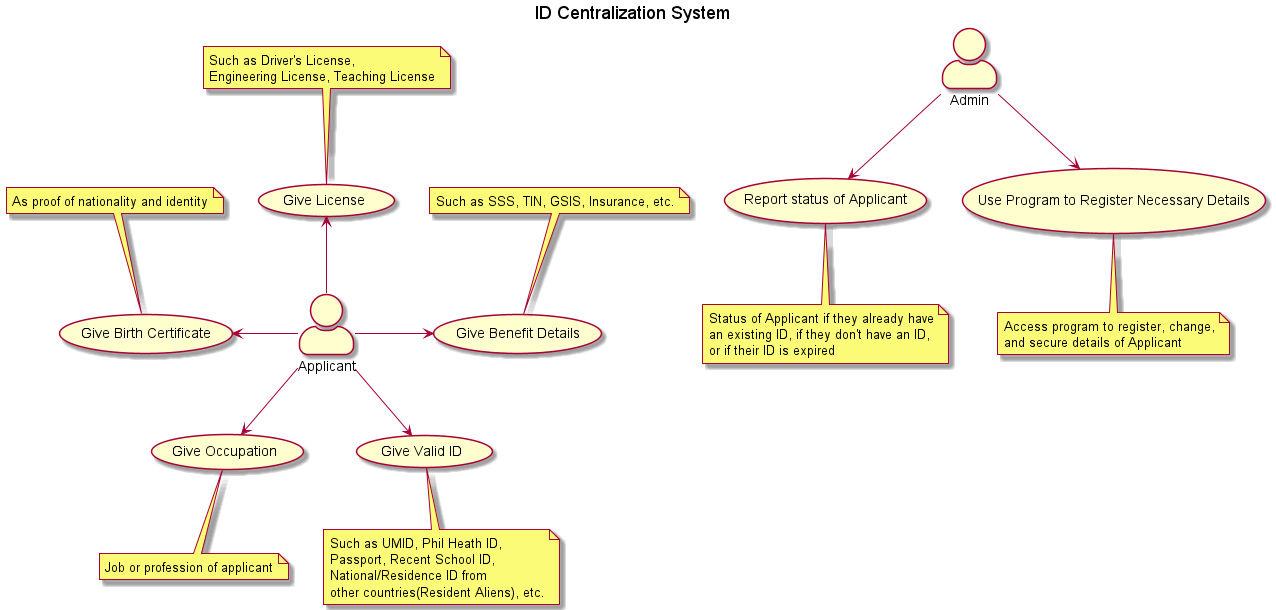 ID Centralization System
Such as Driver's License,
Engineering License, Teaching License
Admin
As proof of nationality and identity
Give License
Such as SSS, TIN, GSIS, Insurance, etc.
Report status of Applicant
Use Program to Register Necessary Details
Give Birth Certificate
Applicant
Give Benefit Details
Status of Applicant if they already have
an existing ID, if they don't have an ID,
or if their ID is expired
Access program to register, change,
and secure details of Applicant
Give Occupation
Give Valid ID
Job or profession of applicant
Such as UMID, Phil Heath ID,
Passport, Recent School ID,
National/Residence ID from
other countries(Resident Aliens), etc.